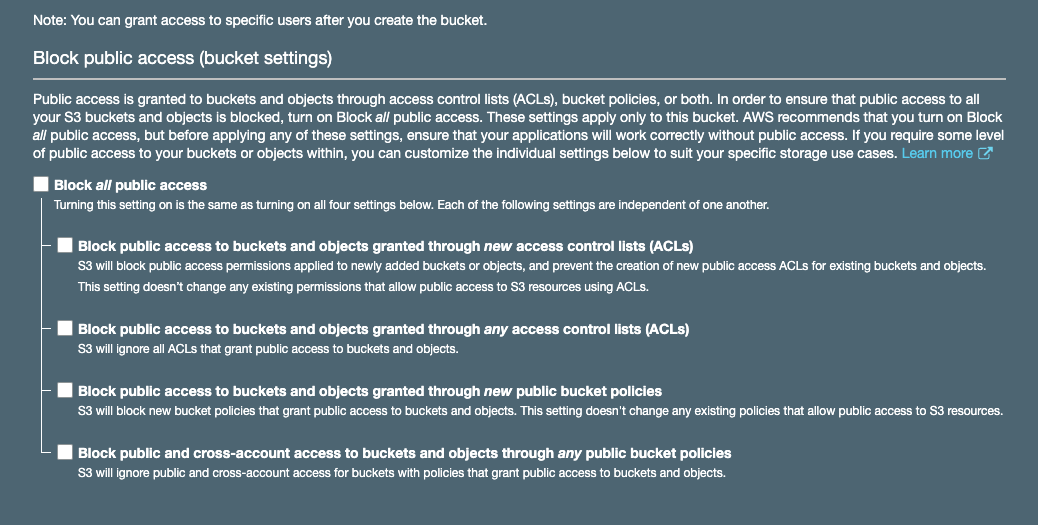 Note: You can grant access to specific users after you create the bucket.
Block public access (bucket settings)
Public access is granted to buckets and objects through access control lists (ACLs), bucket policies, or both. In order to ensure that public access to all
your S3 buckets and objects is blocked, turn on Block all public access. These settings apply only to this bucket. AWS recommends that you turn on Block
all public access, but before applying any of these settings, ensure that your applications will work correctly without public access. If you require some level
of public access to your buckets or objects within, you can customize the individual settings below to suit your specific storage use cases. Learn more
Block all public access
Turning this setting on is the same as turning on all four settings below. Each of the following settings are independent of one another.
Block public access to buckets and objects granted through new access control lists (ACLs)
S3 will block public access permissions applied to newly added buckets or objects, and prevent the creation of new public access ACLs for existing buckets and objects.
This setting doesn't change any existing permissions that allow public access to S3 resources using ACLs.
Block public access to buckets and objects granted through any access control lists (ACLs)
S3 will ignore all ACLs that grant public access to buckets and objects.
Block public access to buckets and objects granted through new public bucket policies
S3 will block new bucket policies that grant public access to buckets and objects. This setting doesn't change any existing policies that allow public access to S3 resources.
Block public and cross-account access to buckets and objects through any public bucket policies
S3 will ignore public and cross-account access for buckets with policies that grant public access to buckets and objects.